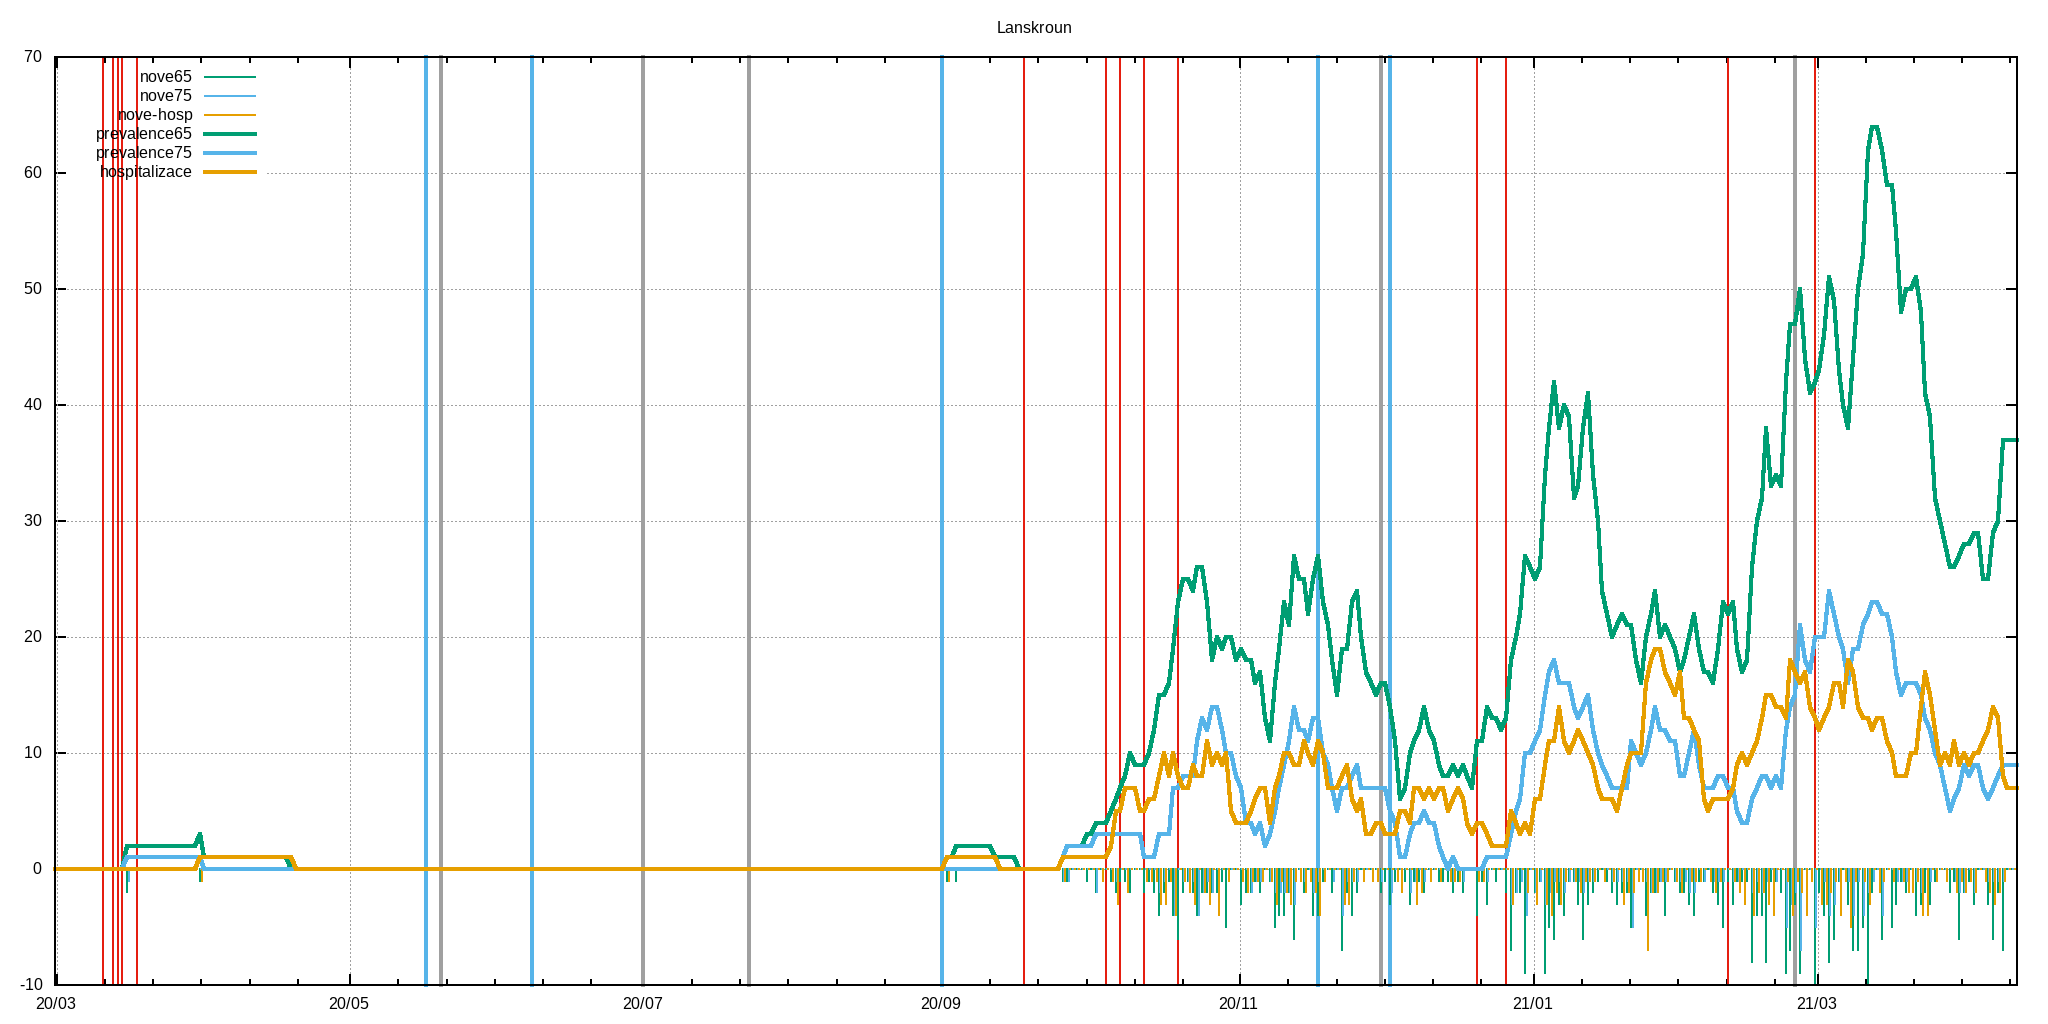 Lanskroun
70
60
50
40
30
20
10
0
-10
nove65
nove75
nove-hosp
prevalence65
prevalence75
hospitalizace
20/03 20/05 20/07 20/09 20/11 21/01 21/03